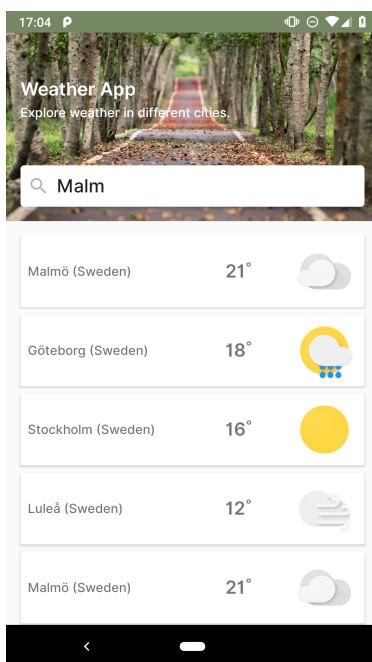 17:04
Weather App
Explore weather in different cities.
Malm
Malmö (Sweden) 21°
Göteborg (Sweden) 18°
Stockholm (Sweden) 16°
Luleå (Sweden) 12°
Malmö (Sweden) 21°